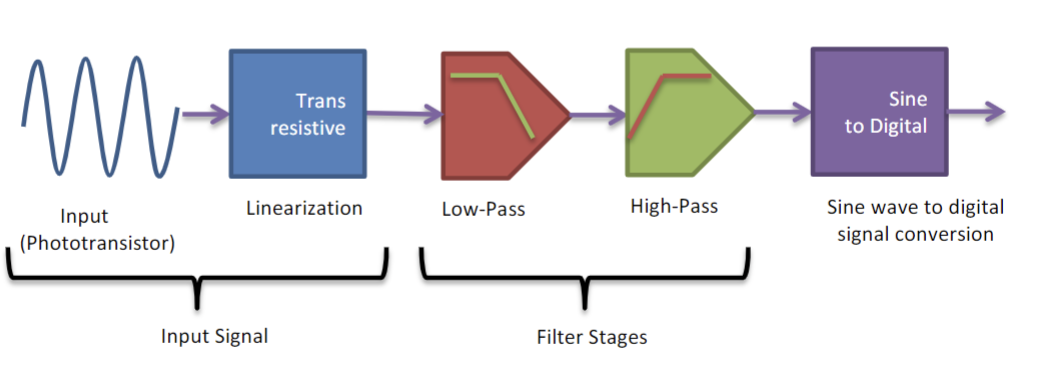 Trans
resistive
Sine
to Digital
Input
(Phototransistor)
Linearization
Low-Pass
High-Pass
Sine wave to digital
signal conversion
Input Signal
Filter Stages